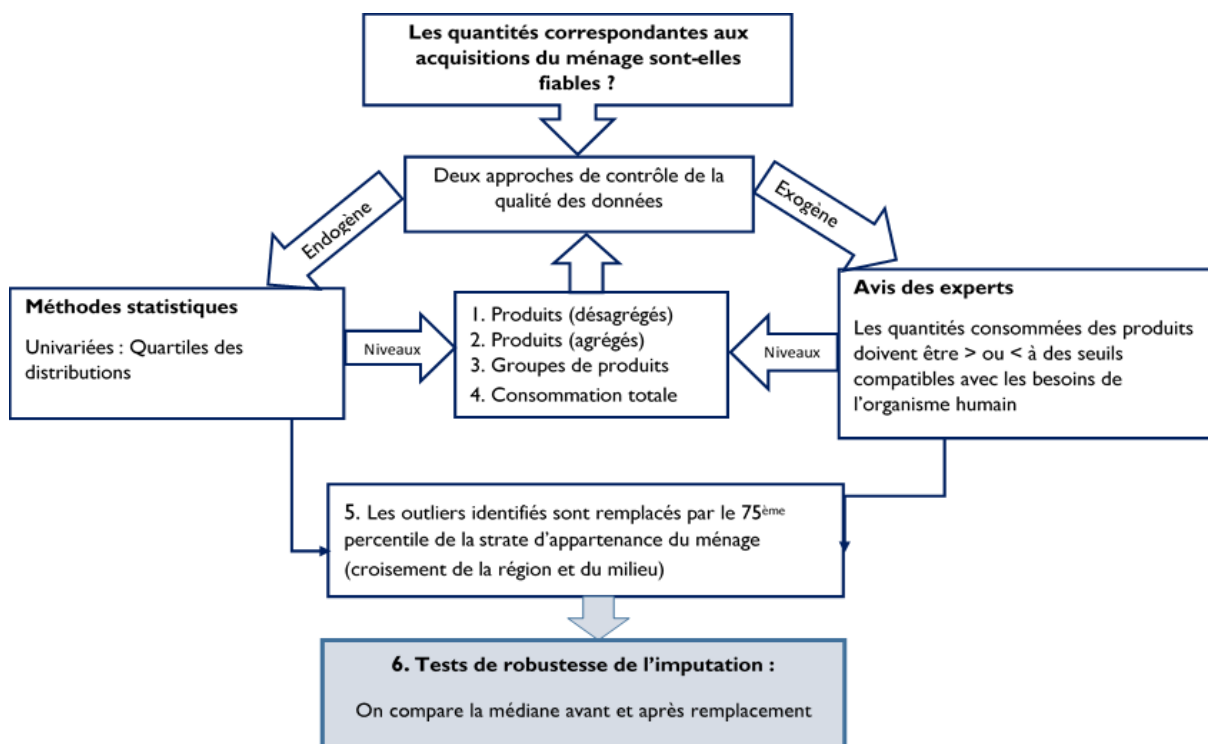 Les quantités correspondantes aux
acquisitions du ménage sont-elles
fiables ?
Deux approches de contrôle de la
qualité des données
Endogène
Exogène
Méthodes statistiques
Univariées : Quartiles des
distributions
Niveaux
1. Produits (désagrégés)
2. Produits (agrégés)
3. Groupes de produits
4. Consommation totale
Niveaux
Avis des experts
Les quantités consommées des produits
doivent être > ou < à des seuils
compatibles avec les besoins de
l'organisme humain
5. Les outliers identifiés sont remplacés par le 75ème
percentile de la strate d'appartenance du ménage
(croisement de la région et du milieu)
6. Tests de robustesse de l'imputation :
On compare la médiane avant et après remplacement